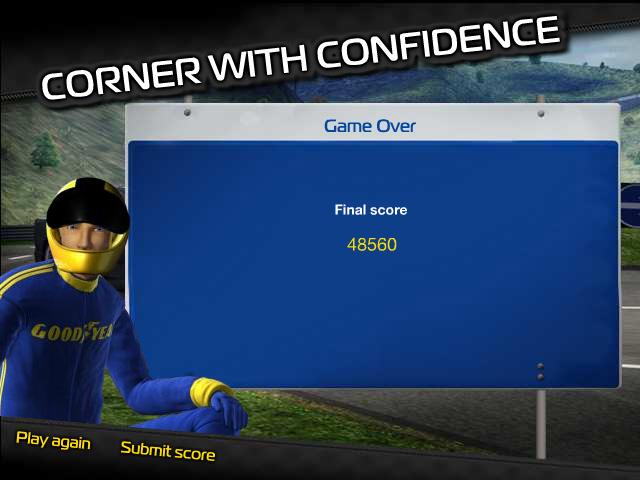 CORNER WITH CONFIDENCE
Game Over
Final score
48560
GOODYEAR
Play again
Submit score